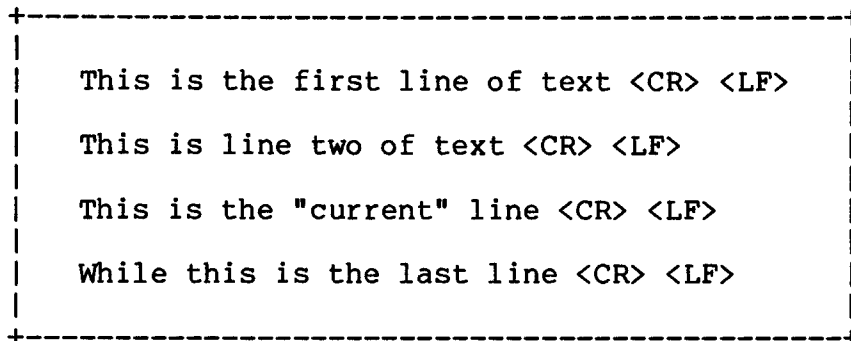 This is the first line of text <CR> <LF>
This is line two of text <CR> <LF>
This is the "current" line <CR> <LF>
While this is the last line <CR> <LF>